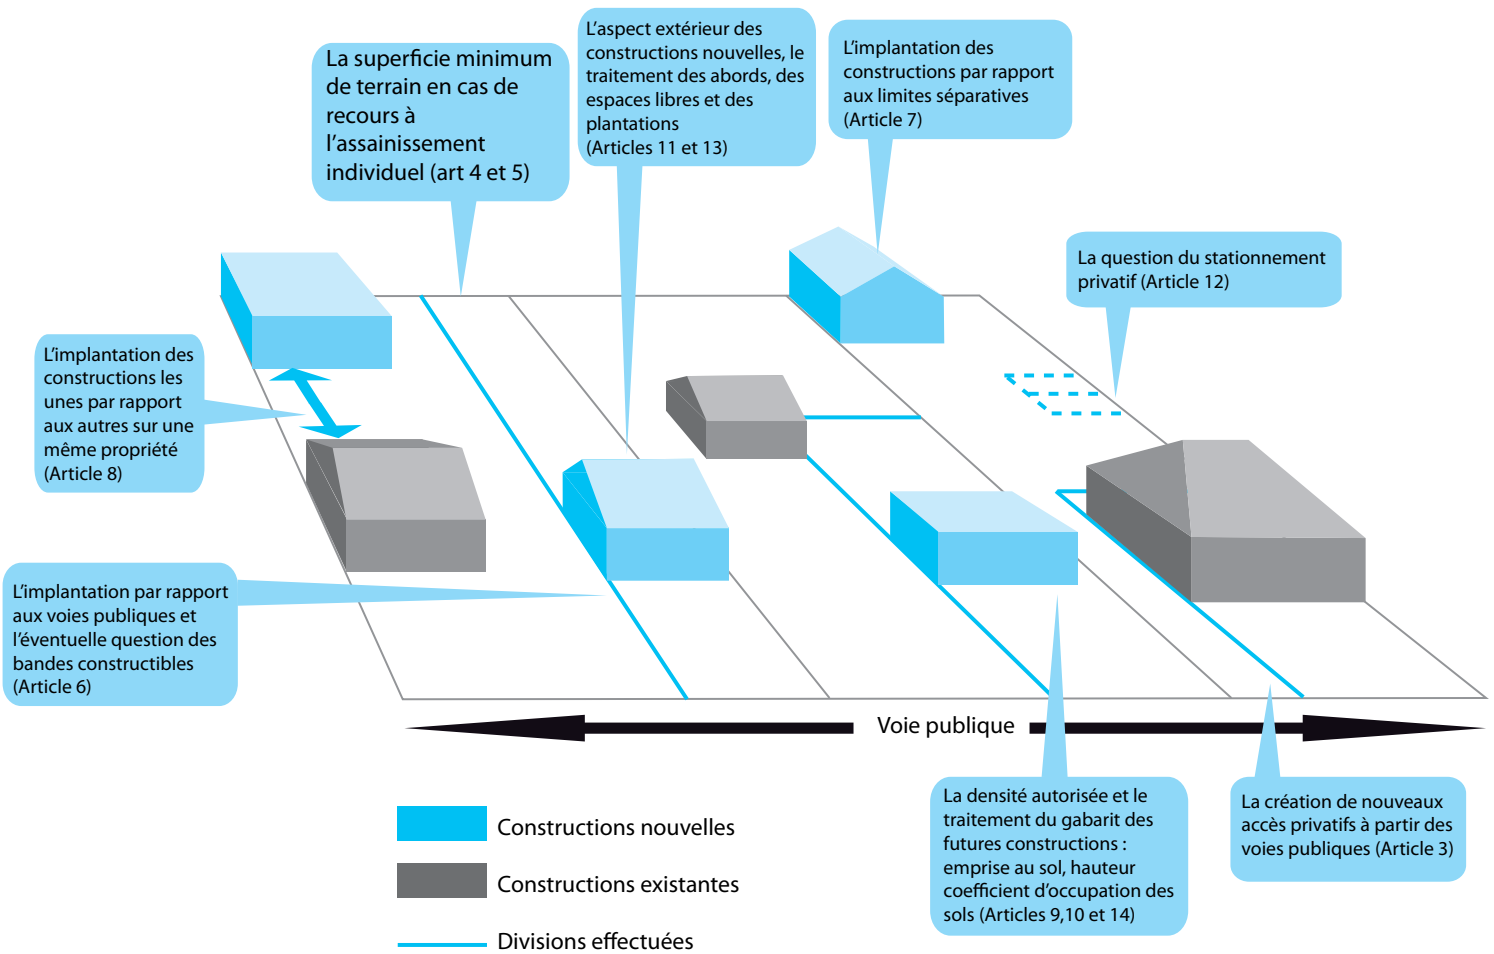 La superficie minimum
de terrain en cas de
recours à
l'assainissement
individuel (art 4 et 5)
L'aspect extérieur des
constructions nouvelles, le
traitement des abords, des
espaces libres et des
plantations
(Articles 11 et 13)
L'implantation des
constructions par rapport
aux limites séparatives
(Article 7)
La question du stationnement
privatif (Article 12)
L'implantation des
constructions les
unes par rapport
aux autres sur une
même propriété
(Article 8)
L'implantation par rapport
aux voies publiques et
l'éventuelle question des
bandes constructibles
(Article 6)
Voie publique
La densité autorisée et le
traitement du gabarit des
futures constructions :
emprise au sol, hauteur
coefficient d'occupation des
sols (Articles 9,10 et 14)
La création de nouveaux
accès privatifs à partir des
voies publiques (Article 3)
Constructions nouvelles
Constructions existantes
Divisions effectuées